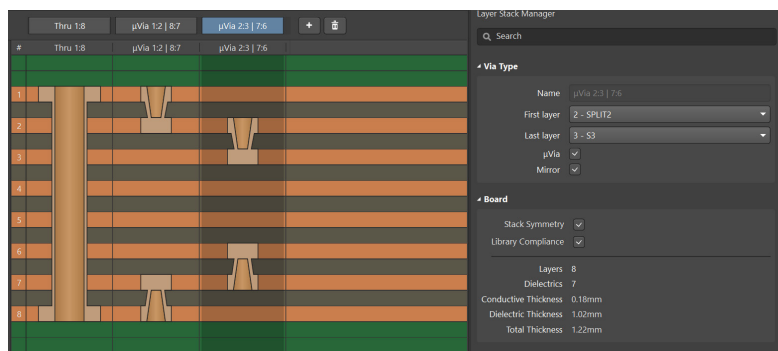 Layer Stack Manager
Thru 1:8 µVia 1:2 | 8:7 µVia 2:3 | 7:6 +
Search
# Thru 1:8 µVia 1:2 | 8:7 µVia 2:3 | 7:6
Via Type
1
Name µVia 2:3 | 7:6
First layer 2 - SPLIT2
2
Last layer 3 - S3
3
µVia
Mirror
4
Board
5
Stack Symmetry
Library Compliance
6
Layers 8
7
Dielectrics 7
Conductive Thickness 0.18mm
8
Dielectric Thickness 1.02mm
Total Thickness 1.22mm